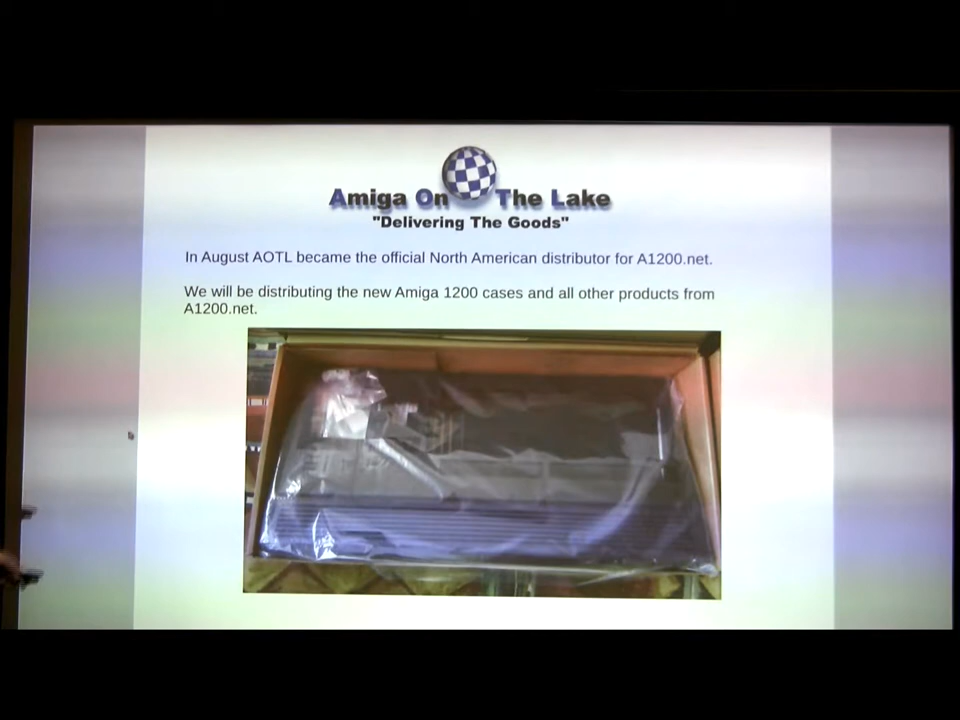 Amiga On The Lake
"Delivering The Goods"
In August AOTL became the official North American distributor for A1200.net.
We will be distributing the new Amiga 1200 cases and all other products from
A1200.net.